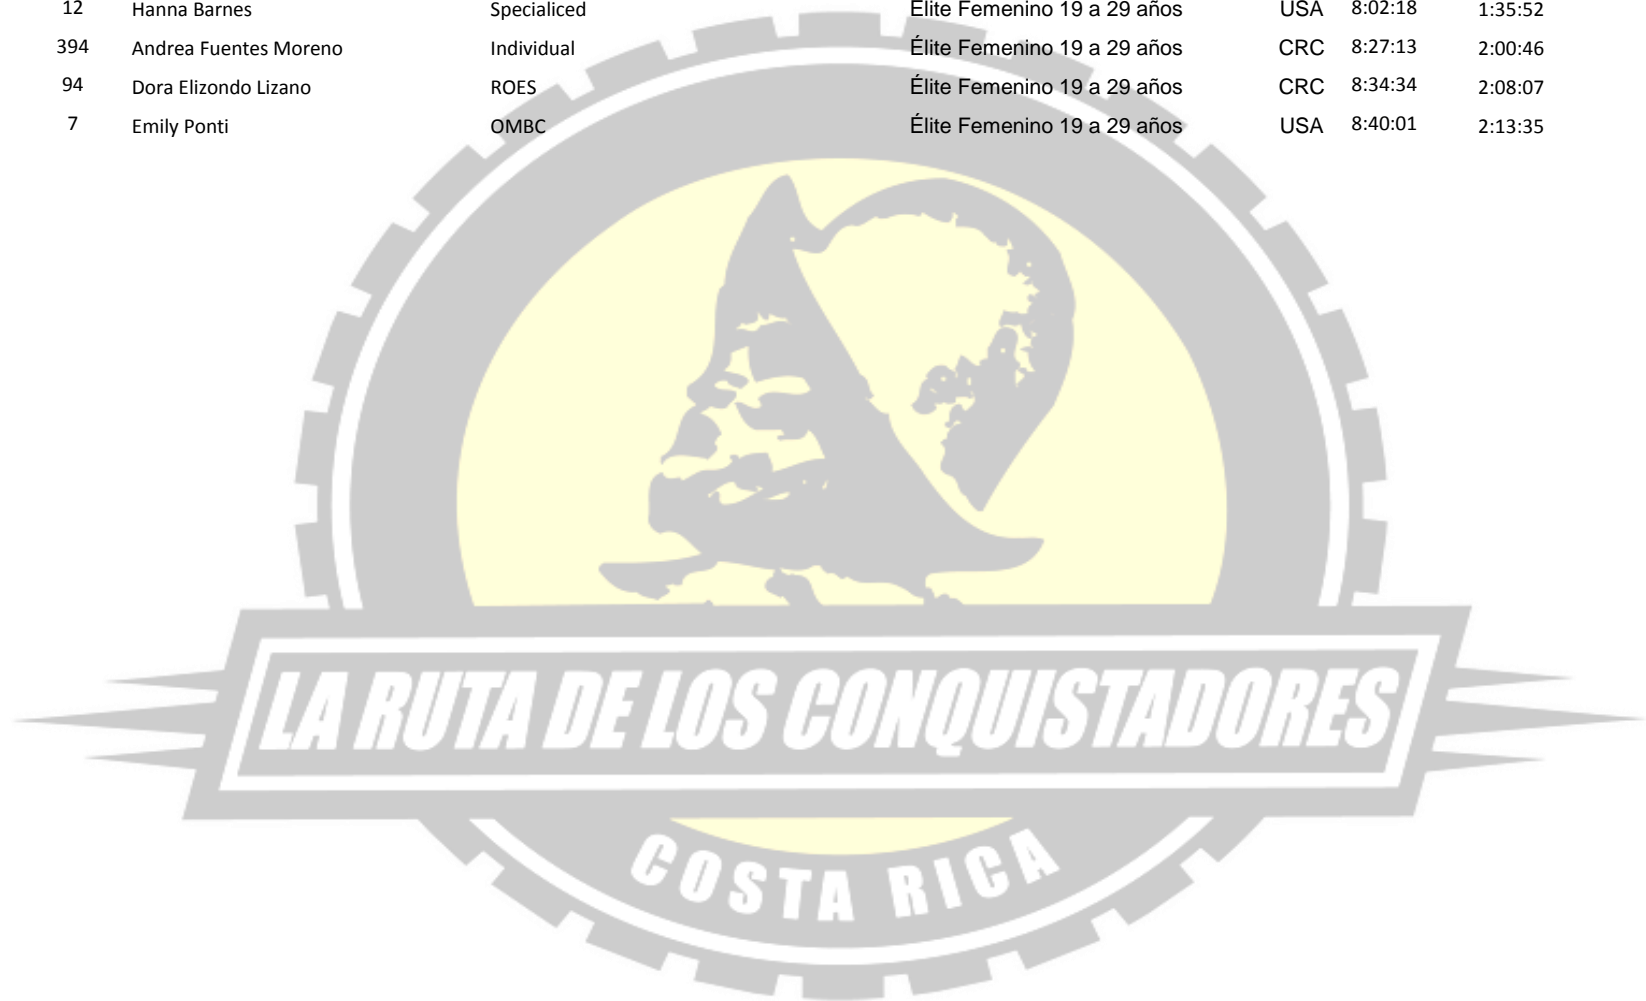 12 Hanna Barnes Specialiced Élite Femenino 19 a 29 años USA 8:02:18 1:35:52
394 Andrea Fuentes Moreno Individual Élite Femenino 19 a 29 años CRC 8:27:13 2:00:46
94 Dora Elizondo Lizano ROES Élite Femenino 19 a 29 años CRC 8:34:34 2:08:07
7 Emily Ponti OMBC Élite Femenino 19 a 29 años USA 8:40:01 2:13:35
LA RUTA DE LOS CONQUISTADORES
COSTA RICA